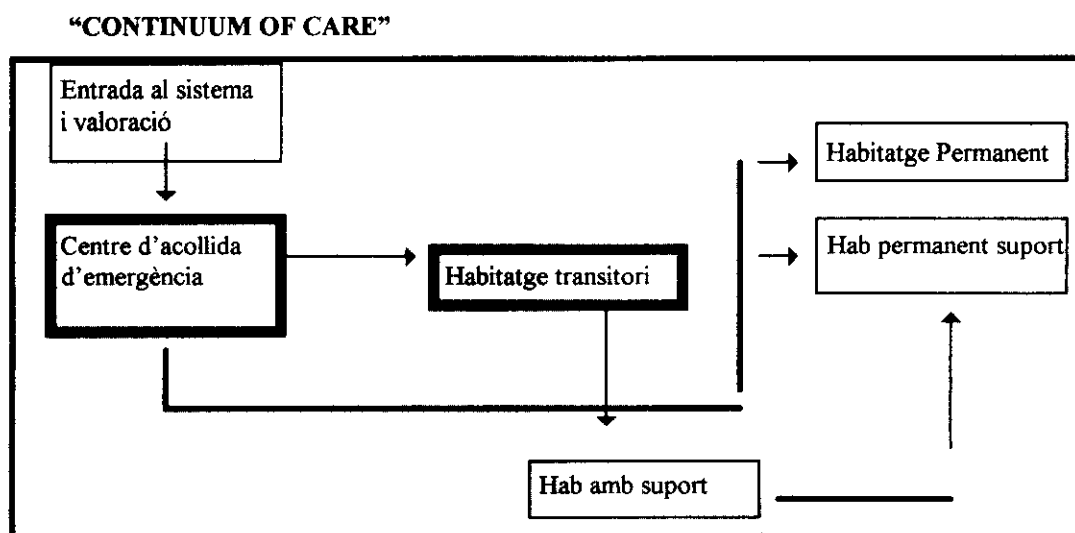 “CONTINUUM OF CARE”
Entrada al sistema
i valoració
Habitatge Permanent
Centre d’acollida
d’emergència
Habitatge transitori
Hab permanent suport
Hab amb suport